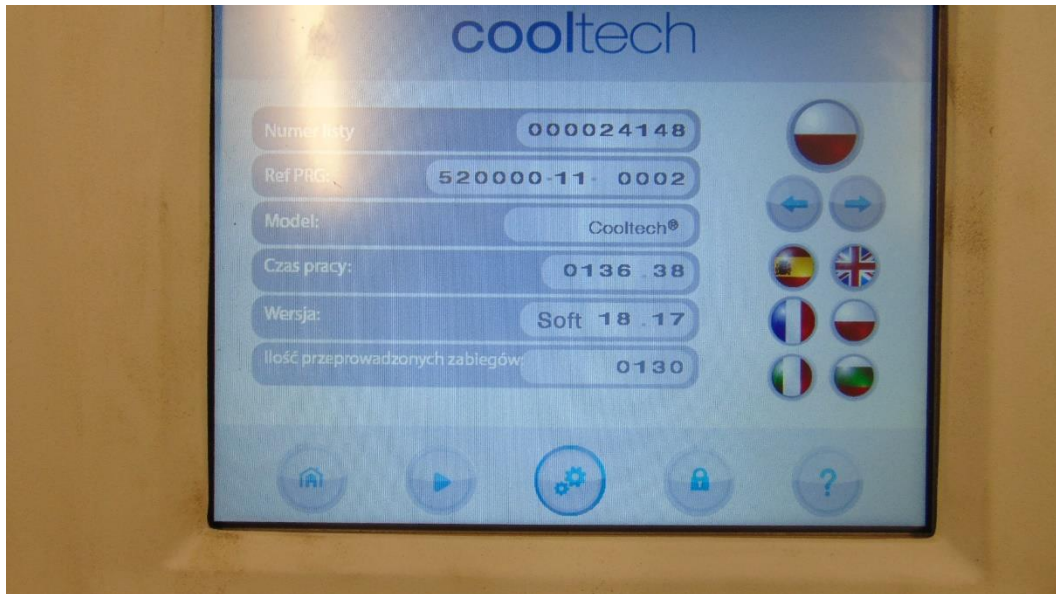 cooltech
Numer listy 000024148
Ref PRG: 520000-11- 0002
Model: Cooltech®
Czas pracy: 0136 .38
Wersja: Soft 18 .17
Ilość przeprowadzonych zabiegów: 0130
?